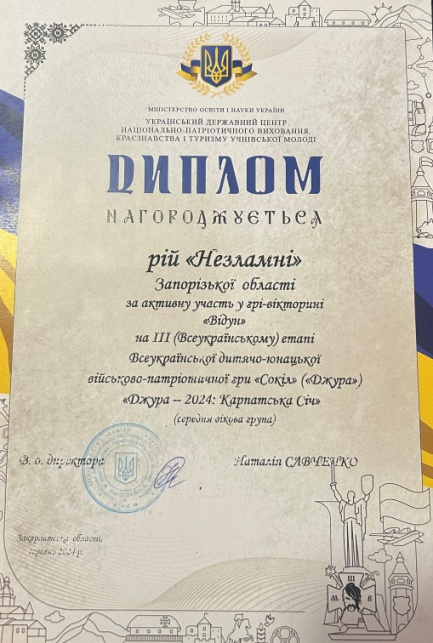 МІНІСТЕРСТВО ОСВІТИ І НАУКИ УКРАЇНИ
УКРАЇНСЬКИЙ ДЕРЖАВНИЙ ЦЕНТР
НАЦІОНАЛЬНО-ПАТРІОТИЧНОГО ВИХОВАННЯ,
КРАЄЗНАВСТВА І ТУРИЗМУ УЧНІВСЬКОЇ МОЛОДІ
ДИПЛОМ
НАГОРОДЖУЄТЬСЯ
рій «Незламні»
Запорізької області
за активну участь у грі-вікторині
«Відун»
на ІІІ (Всеукраїнському) етапі
Всеукраїнської дитячо-юнацької
військово-патріотичної гри «Сокіл» («Джура»)
«Джура – 2024: Карпатська Січ»
(середня вікова група)
В. о. директора Наталія САВЧЕНКО
Закарпатська область
серпень 2024 р.